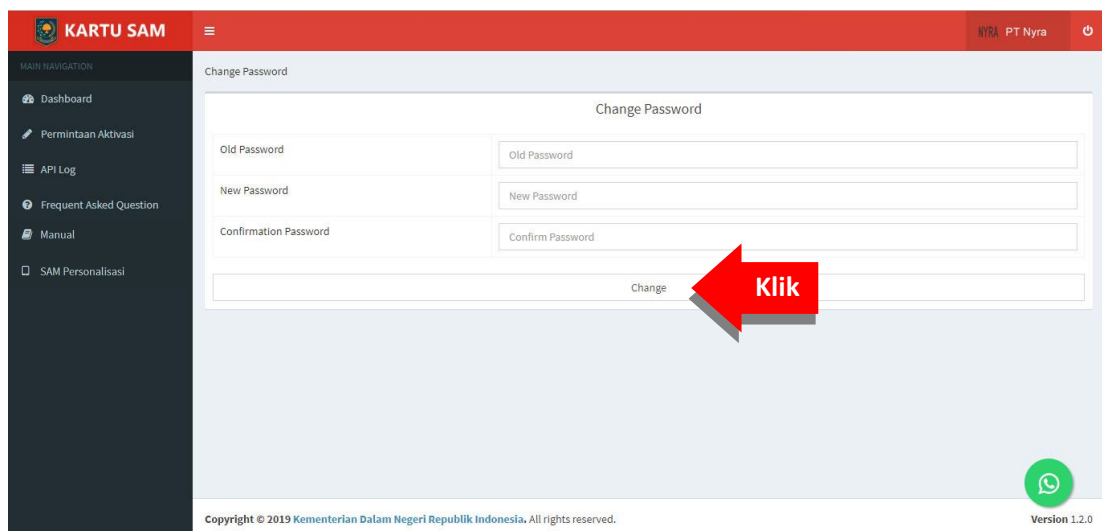 KARTU SAM
NYRA PT Nyra
MAIN NAVIGATION
Dashboard
Permintaan Aktivasi
API Log
Frequent Asked Question
Manual
SAM Personalisasi
Change Password
Change Password
Old Password
Old Password
New Password
New Password
Confirmation Password
Confirm Password
Change
Klik
Copyright © 2019 Kementerian Dalam Negeri Republik Indonesia. All rights reserved.
Version 1.2.0